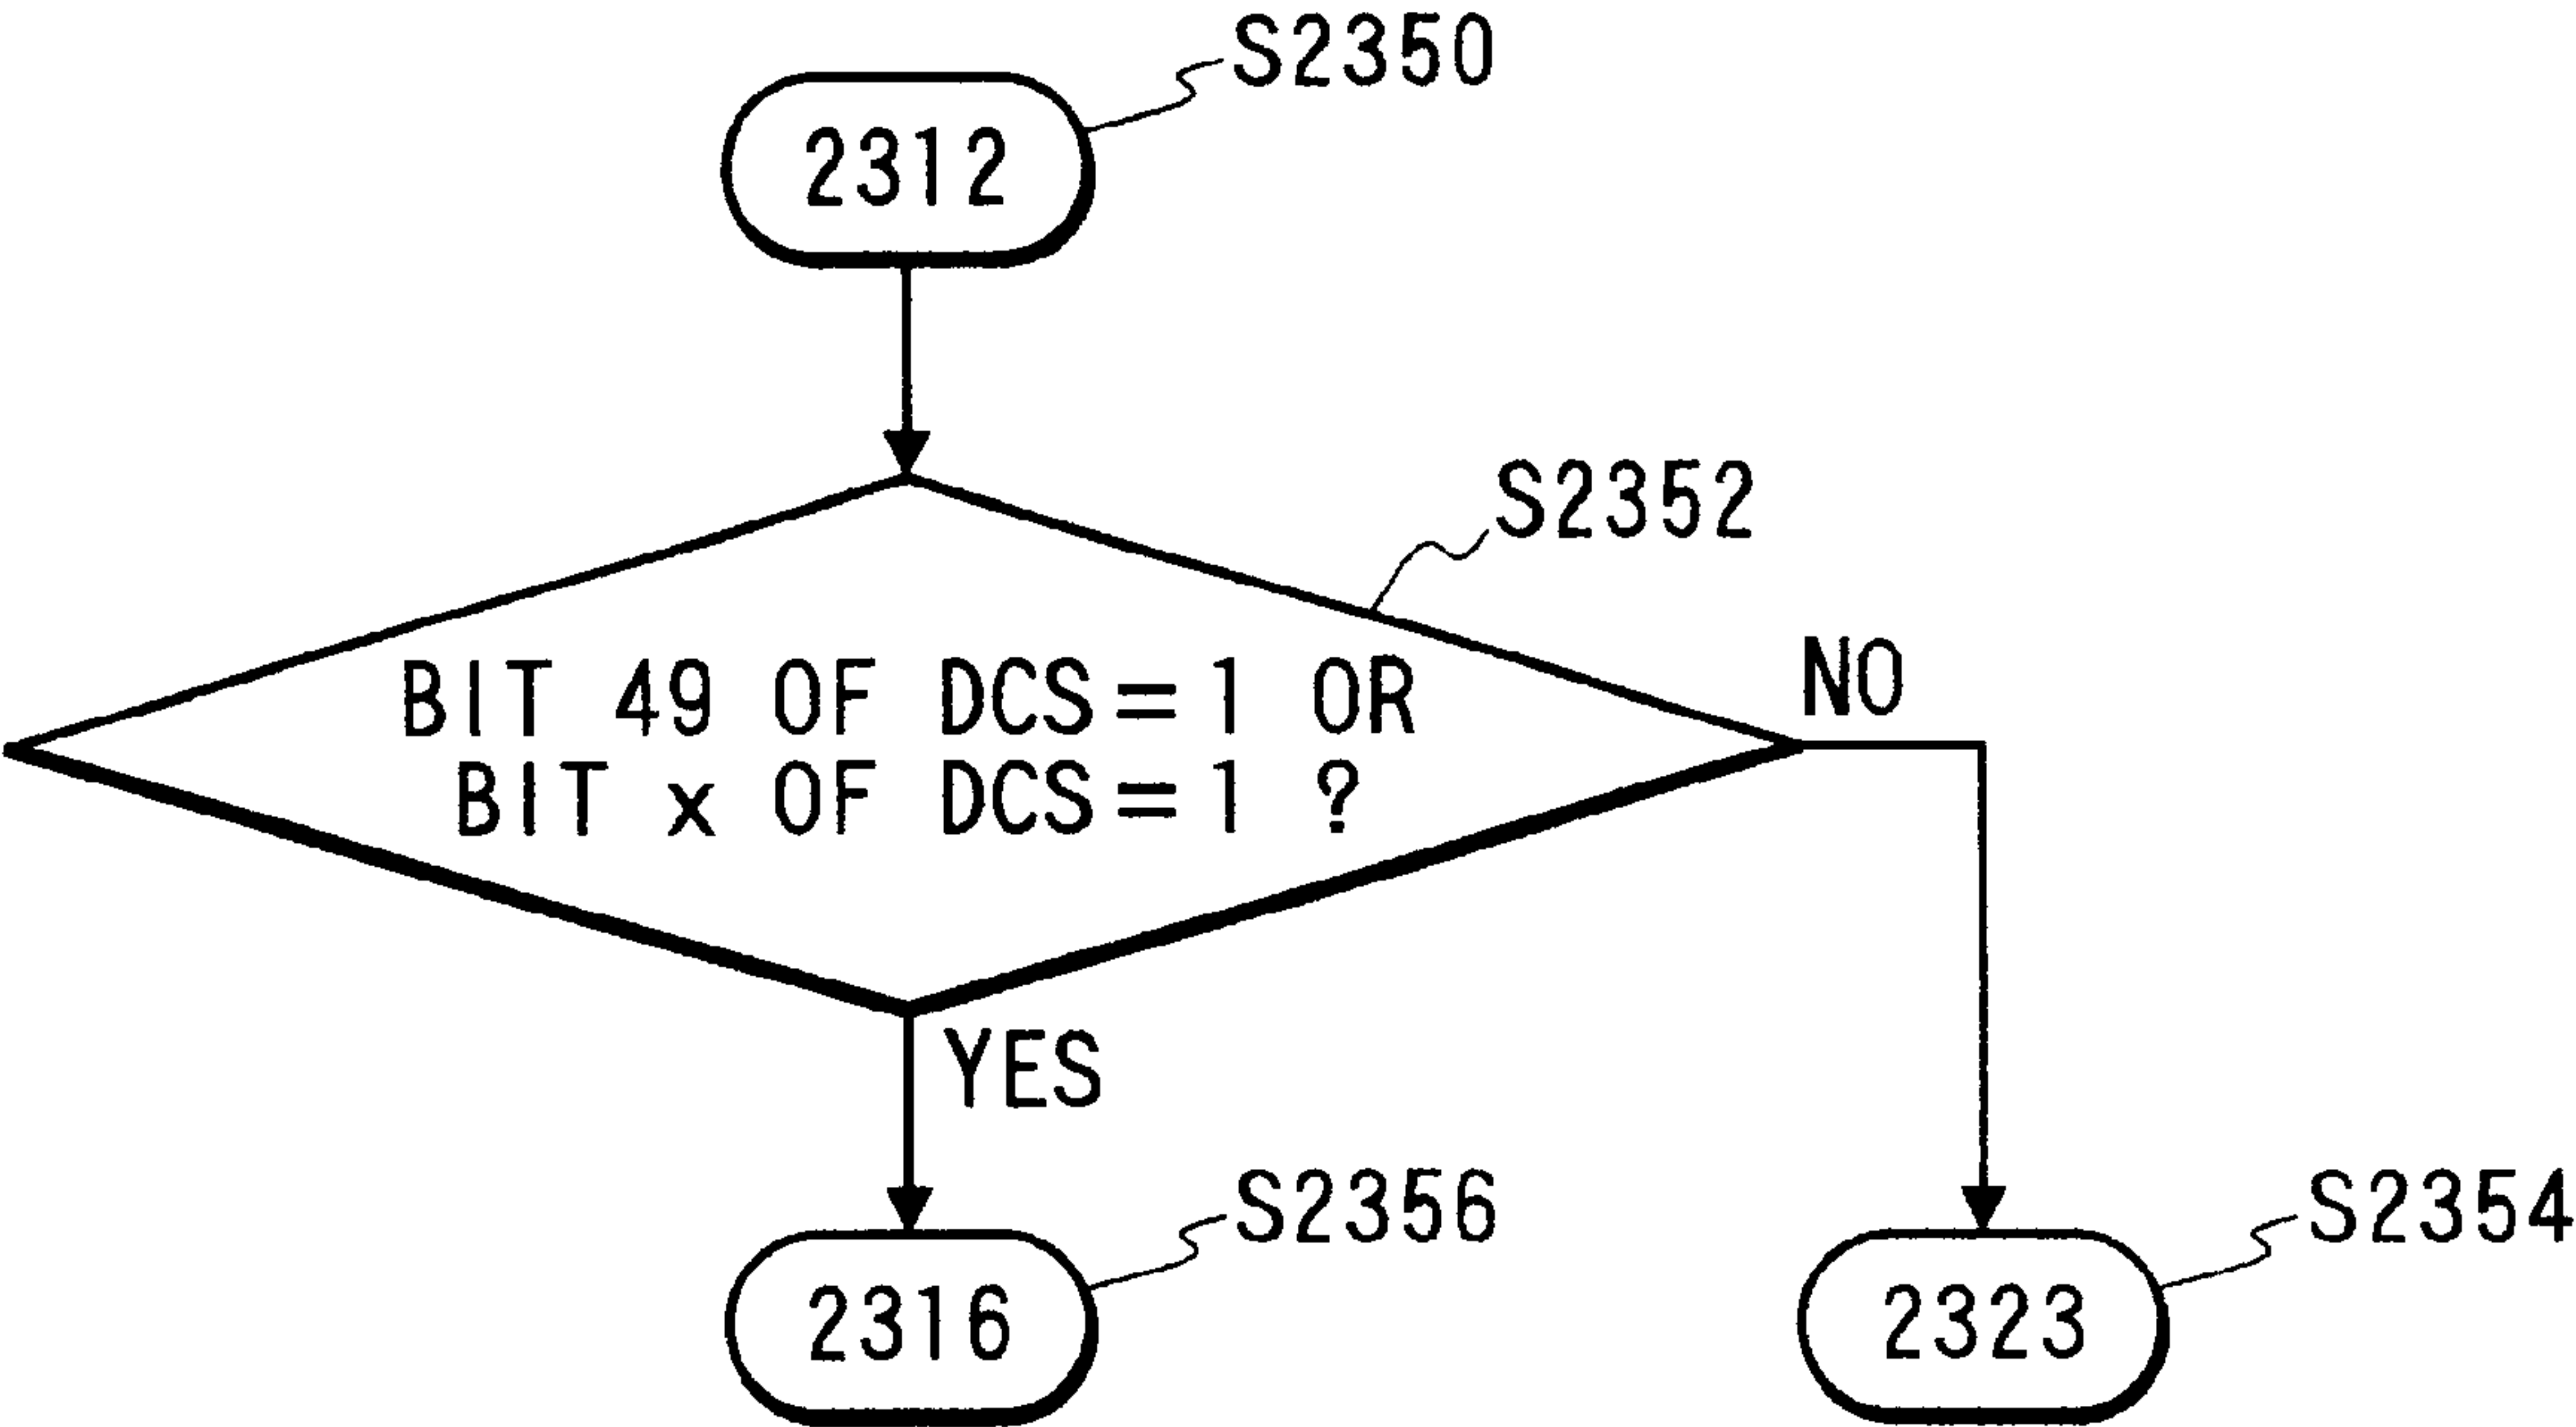 S2350
2312
S2352
BIT 49 OF DCS=1 OR
BIT x OF DCS=1 ?
NO
YES
S2356
S2354
2316
2323